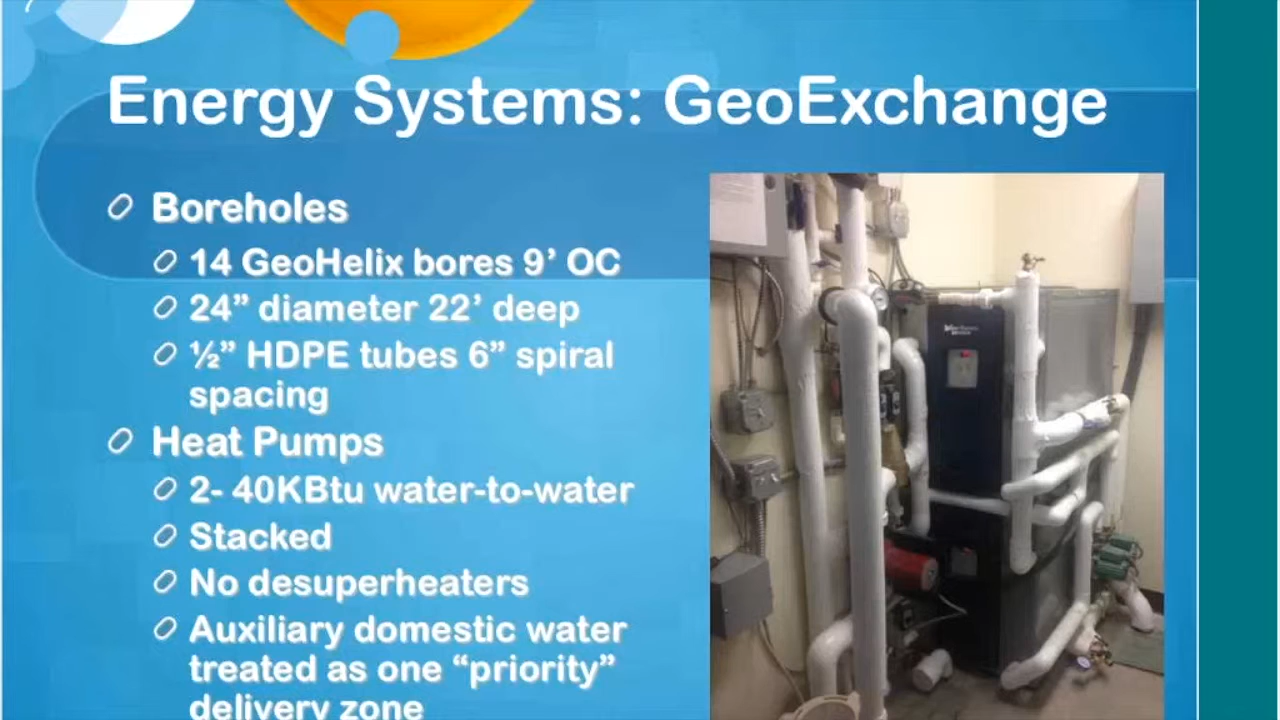 Energy Systems: GeoExchange
Boreholes
14 GeoHelix bores 9’ OC
24” diameter 22’ deep
½” HDPE tubes 6” spiral
spacing
Heat Pumps
2- 40KBtu water-to-water
Stacked
No desuperheaters
Auxiliary domestic water
treated as one “priority”
delivery zone